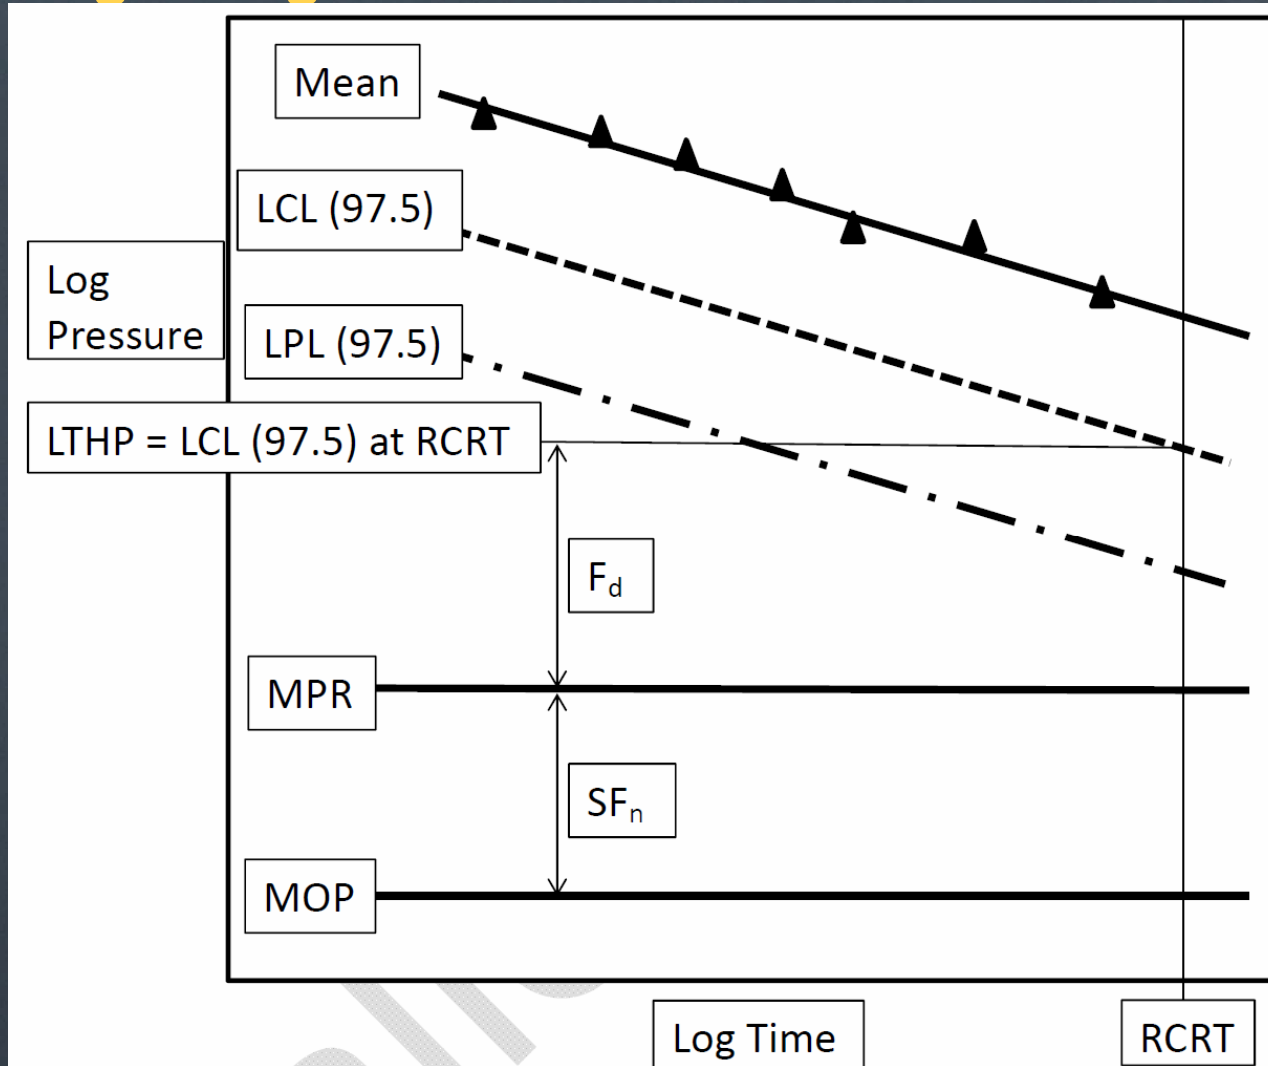 Mean
LCL (97.5)
Log
Pressure
LPL (97.5)
LTHP = LCL (97.5) at RCRT
Fd
MPR
SFn
MOP
Log Time
RCRT